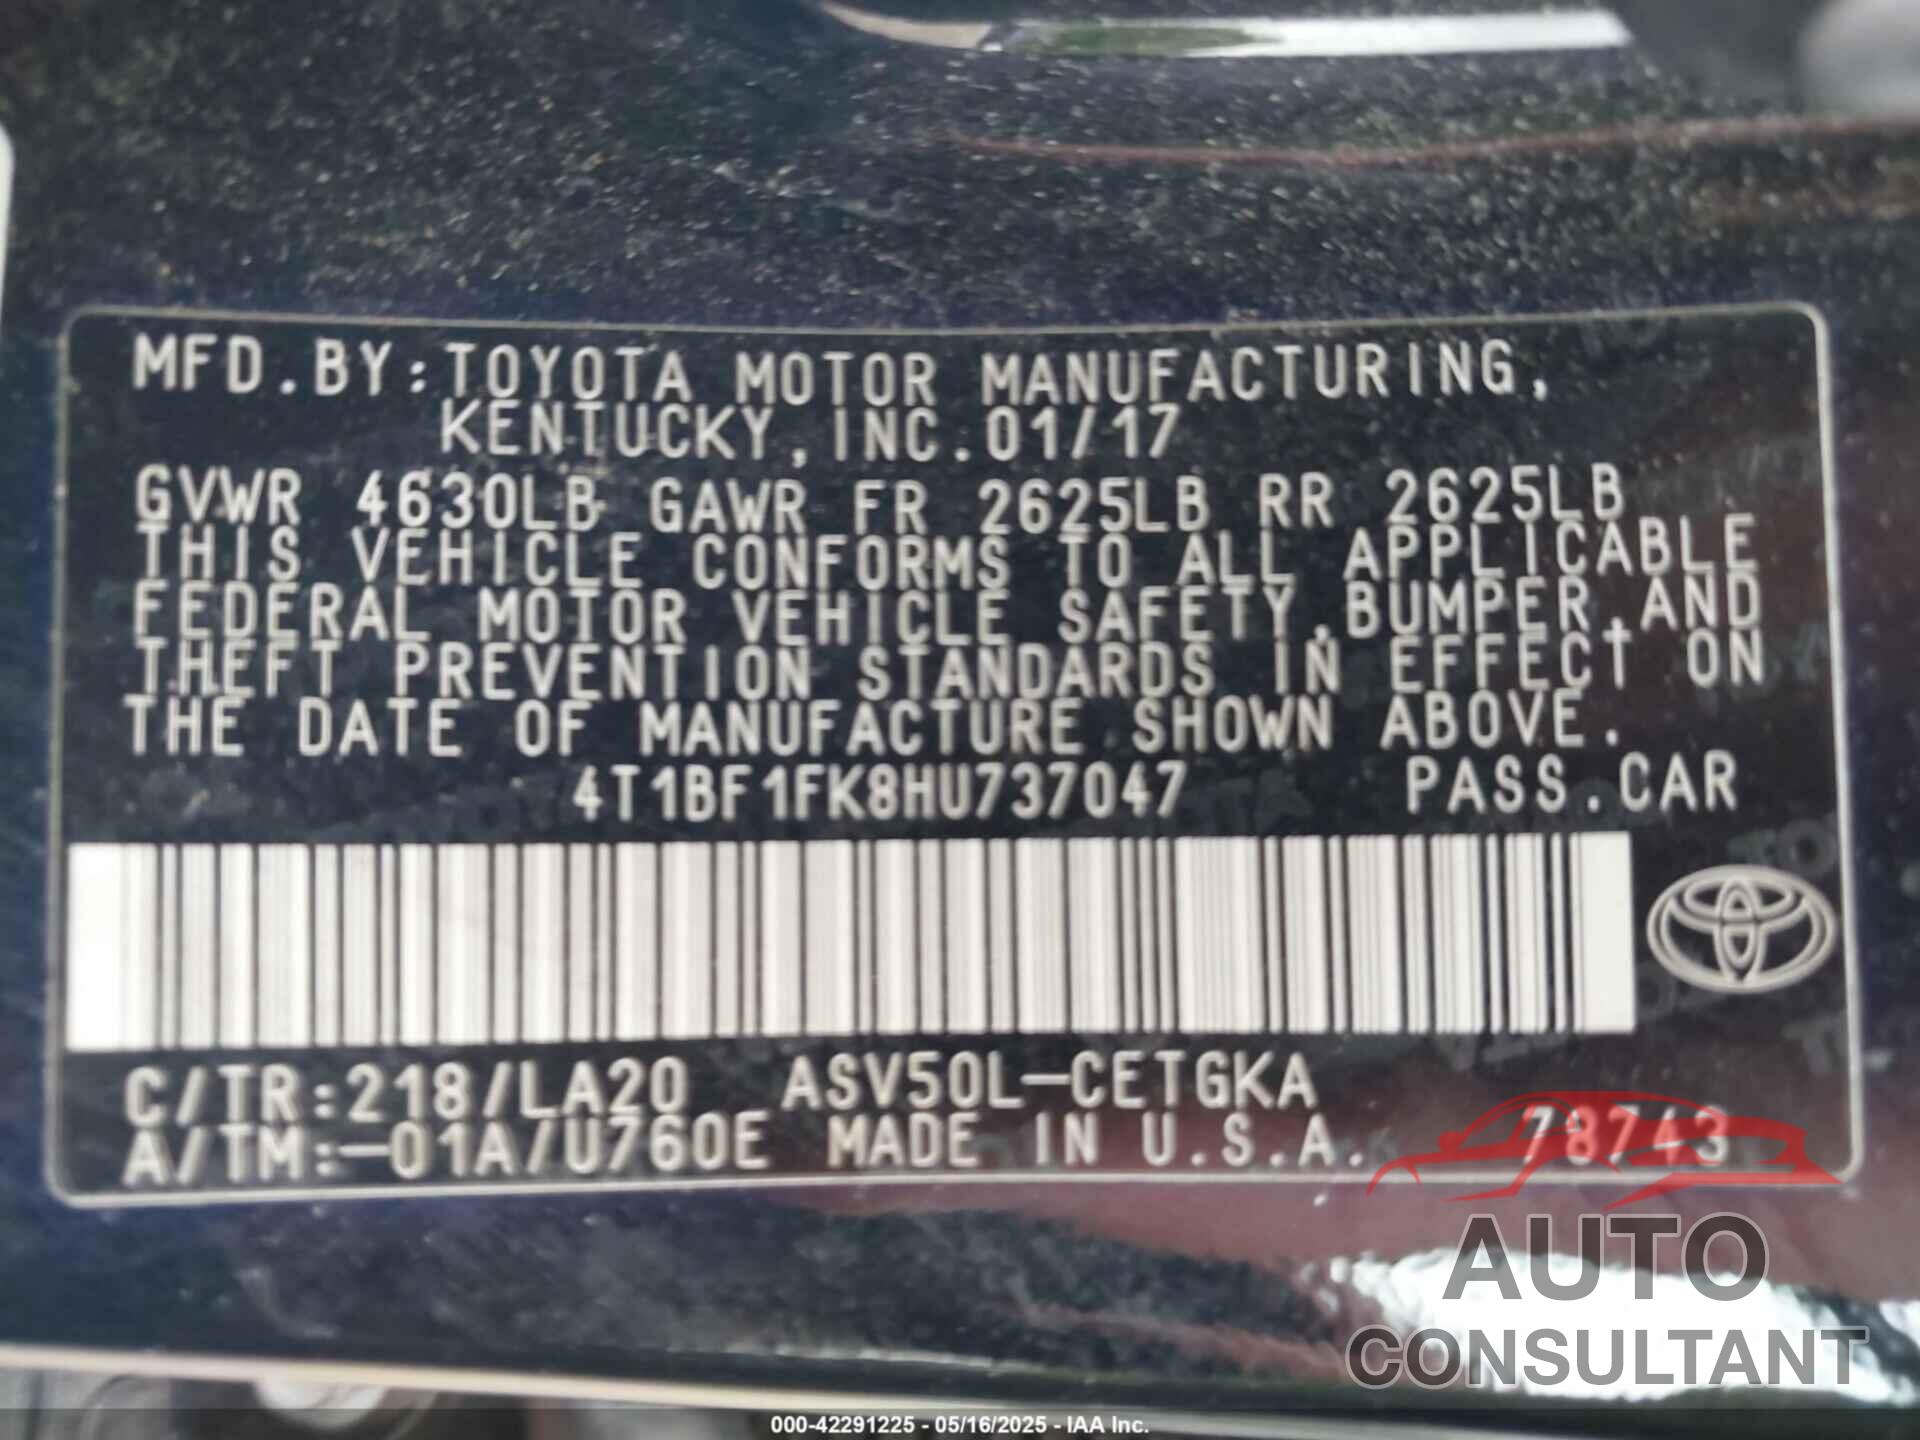 MFD.BY:TOYOTA MOTOR MANUFACTURING,
KENTUCKY,INC.01/17
GVWR 4630LB GAWR FR 2625LB RR 2625LB
THIS VEHICLE CONFORMS TO ALL APPLICABLE
FEDERAL MOTOR VEHICLE SAFETY,BUMPER,AND
THEFT PREVENTION STANDARDS IN EFFECT ON
THE DATE OF MANUFACTURE SHOWN ABOVE.
4T1BF1FK8HU737047 PASS.CAR
C/TR:218/LA20 ASV50L-CETGKA
A/TM:-01A/U760E MADE IN U.S.A. 78743
AUTO
CONSULTANT
000-42291225 - 05/16/2025 - IAA Inc.